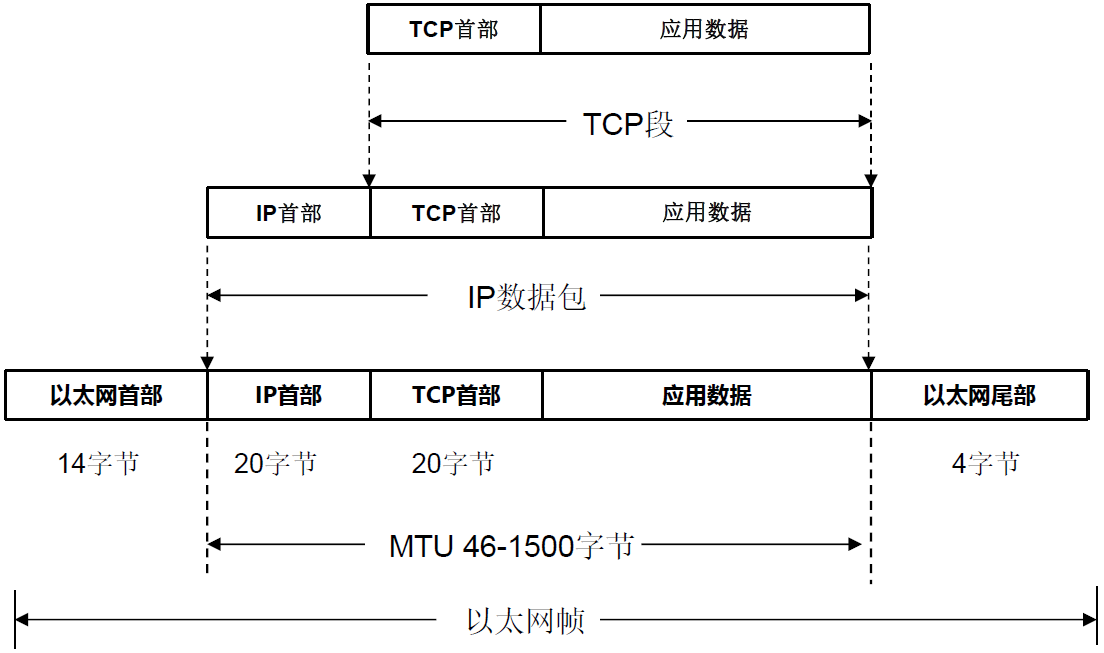 TCP首部 应用数据
TCP段
IP首部 TCP首部 应用数据
IP数据包
以太网首部 IP首部 TCP首部 应用数据 以太网尾部
14字节 20字节 20字节 4字节
MTU 46-1500字节
以太网帧